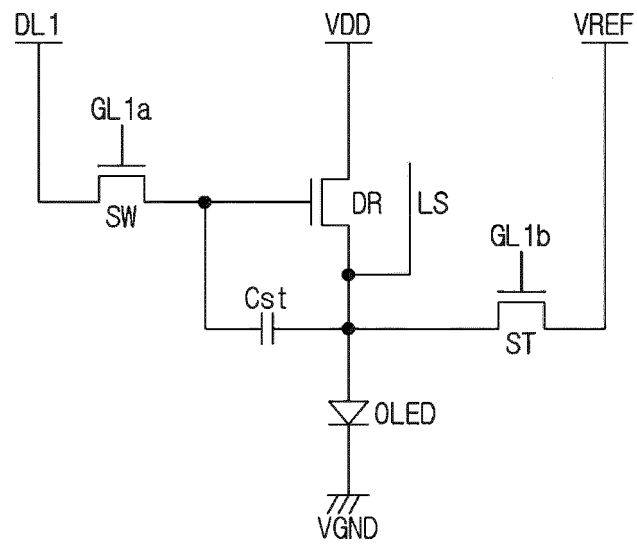 DL1
VDD
VREF
GL1a
SW
DR
LS
GL1b
Cst
ST
OLED
VGND